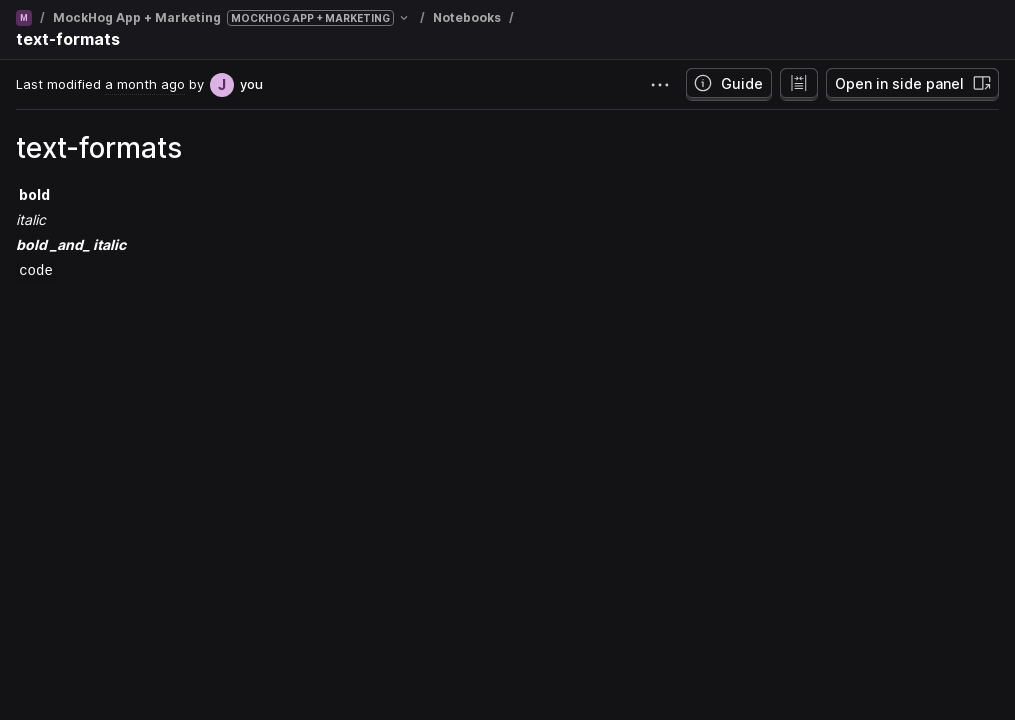 M / MockHog App + Marketing MOCKHOG APP + MARKETING / Notebooks /
text-formats
Last modified a month ago by J you
Guide
Open in side panel
text-formats
bold
italic
bold _and_ italic
code